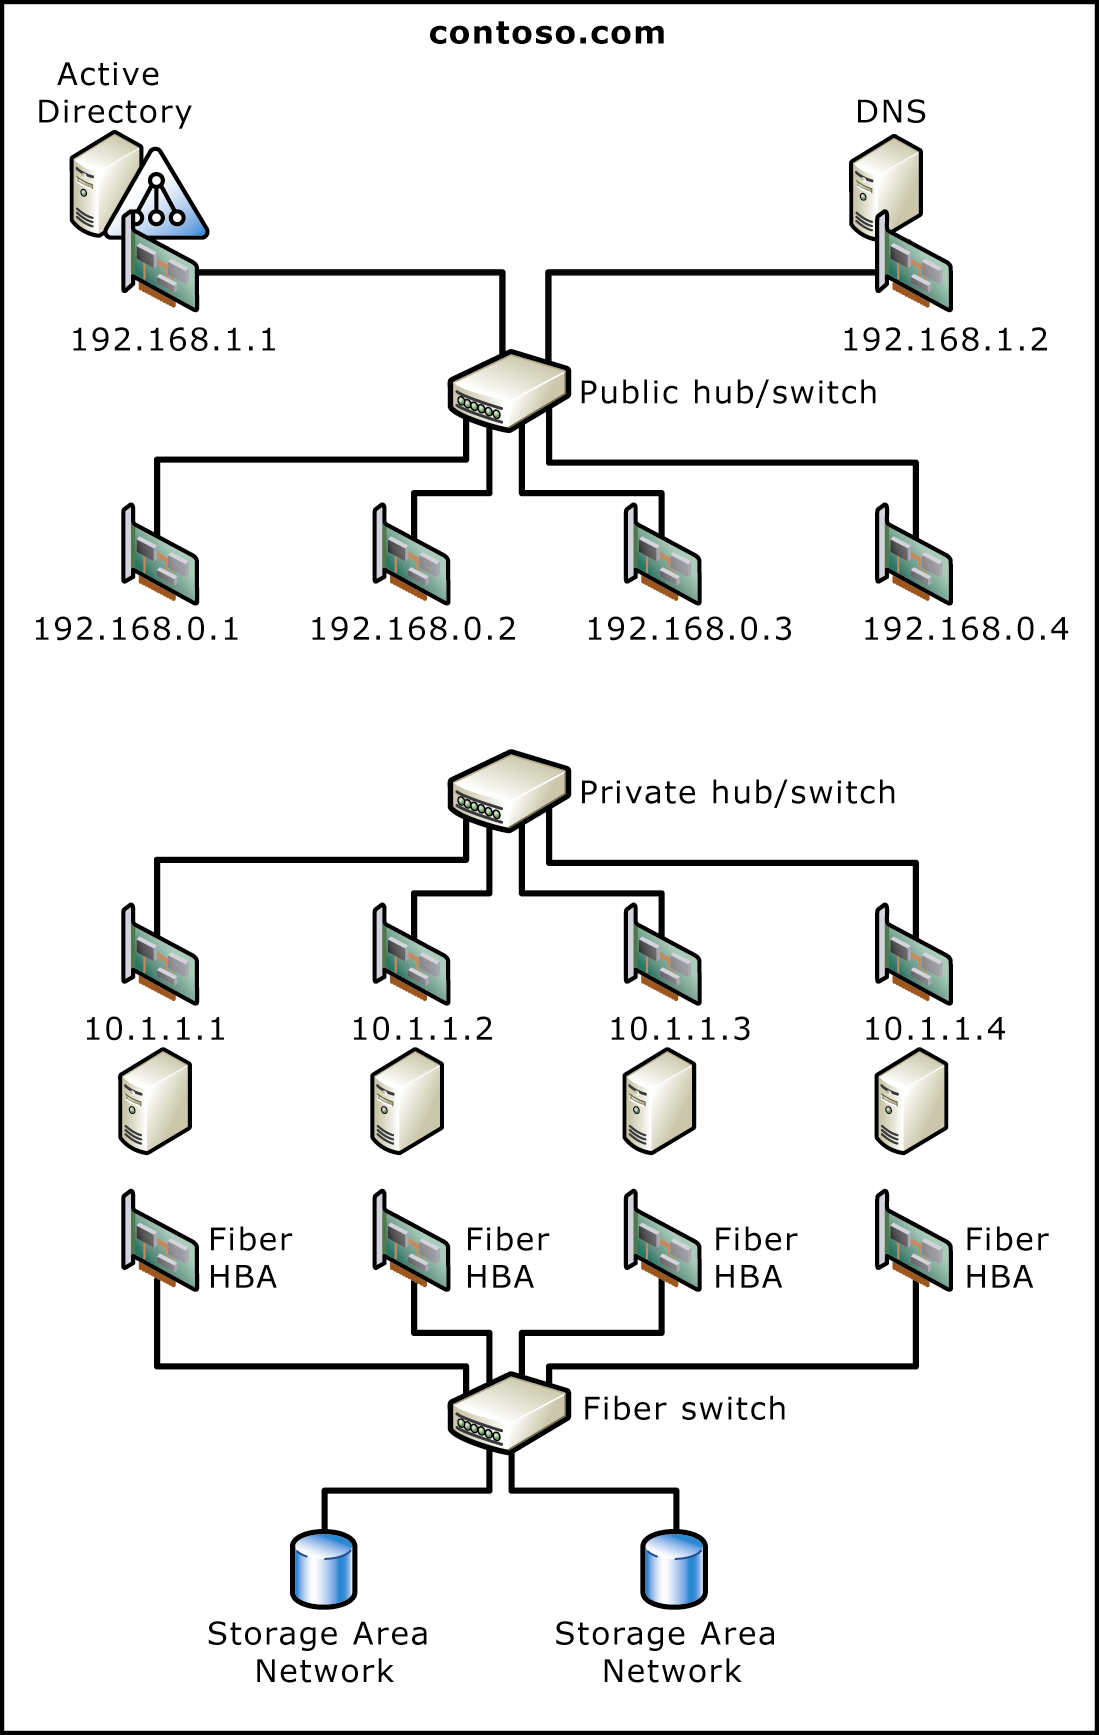 contoso.com
Active
Directory
DNS
192.168.1.1
192.168.1.2
Public hub/switch
192.168.0.1
192.168.0.2
192.168.0.3
192.168.0.4
Private hub/switch
10.1.1.1
10.1.1.2
10.1.1.3
10.1.1.4
Fiber
HBA
Fiber
HBA
Fiber
HBA
Fiber
HBA
Fiber switch
Storage Area
Network
Storage Area
Network